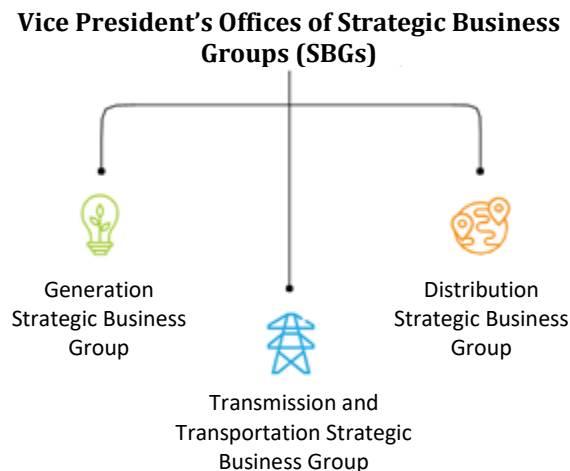 Vice President’s Offices of Strategic Business
Groups (SBGs)
Generation
Strategic Business
Group
Distribution
Strategic Business
Group
Transmission and
Transportation Strategic
Business Group